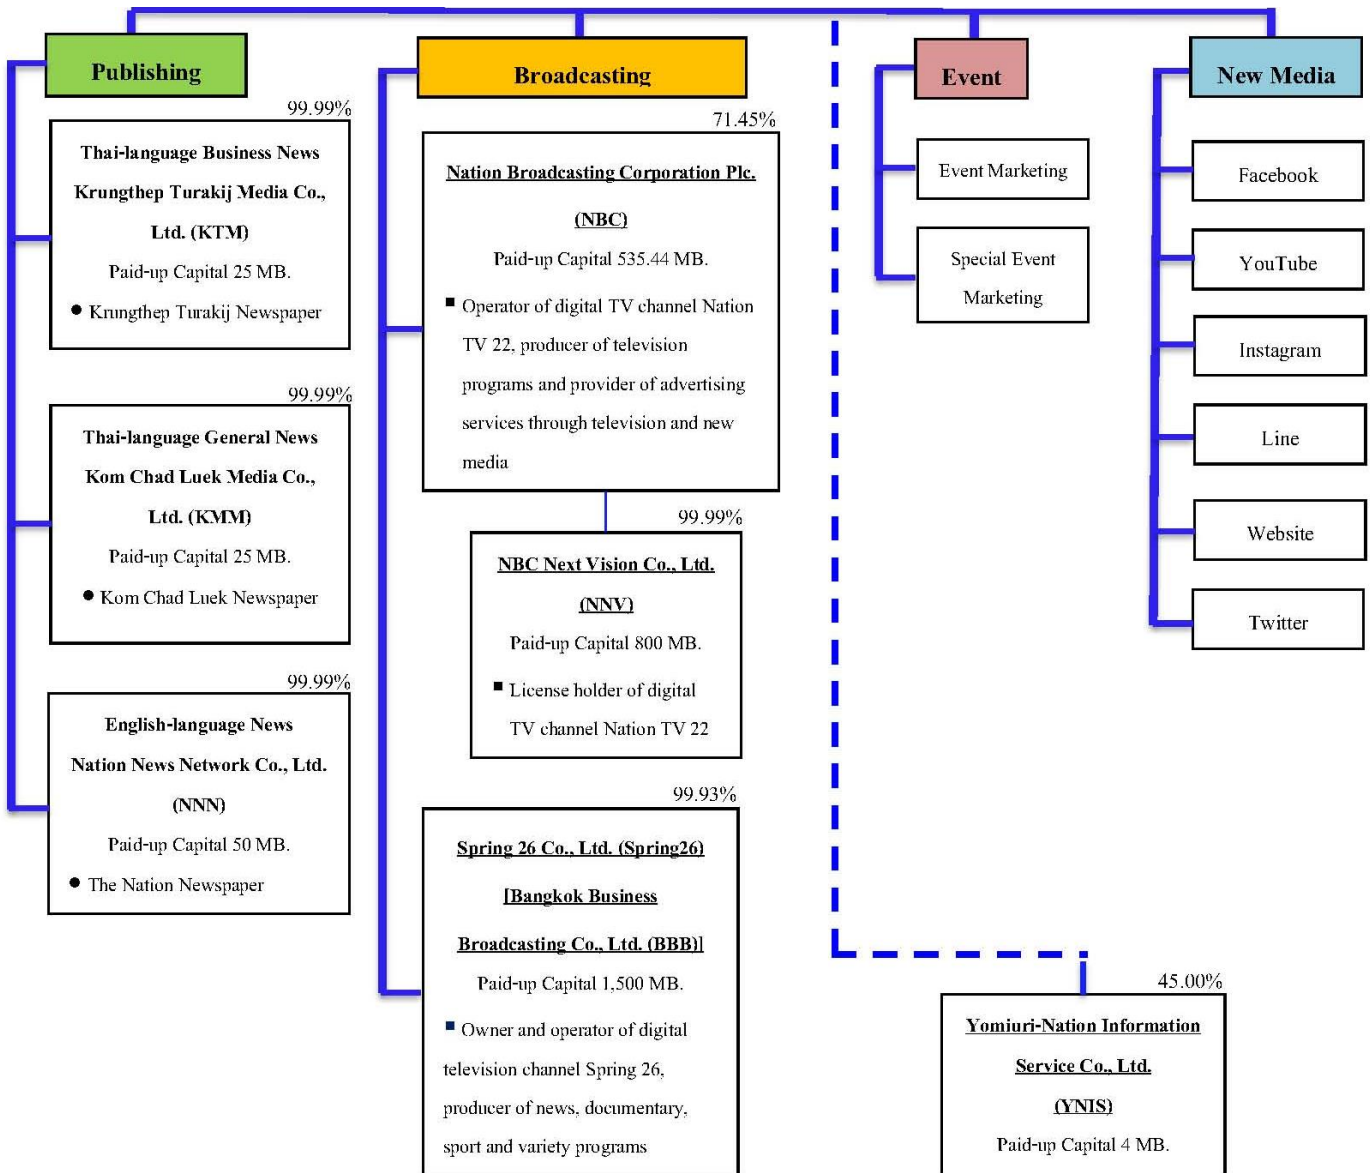 Publishing
99.99%
Thai-language Business News
Krungthep Turakij Media Co.,
Ltd. (KTM)
Paid-up Capital 25 MB.
● Krungthep Turakij Newspaper
99.99%
Thai-language General News
Kom Chad Luek Media Co.,
Ltd. (KMM)
Paid-up Capital 25 MB.
● Kom Chad Luek Newspaper
99.99%
English-language News
Nation News Network Co., Ltd.
(NNN)
Paid-up Capital 50 MB.
● The Nation Newspaper
Broadcasting
71.45%
Nation Broadcasting Corporation Plc.
(NBC)
Paid-up Capital 535.44 MB.
■ Operator of digital TV channel Nation
TV 22, producer of television
programs and provider of advertising
services through television and new
media
99.99%
NBC Next Vision Co., Ltd.
(NNV)
Paid-up Capital 800 MB.
■ License holder of digital
TV channel Nation TV 22
99.93%
Spring 26 Co., Ltd. (Spring26)
[Bangkok Business
Broadcasting Co., Ltd. (BBB)]
Paid-up Capital 1,500 MB.
■ Owner and operator of digital
television channel Spring 26,
producer of news, documentary,
sport and variety programs
Event
Event Marketing
Special Event
Marketing
New Media
Facebook
YouTube
Instagram
Line
Website
Twitter
45.00%
Yomiuri-Nation Information
Service Co., Ltd.
(YNIS)
Paid-up Capital 4 MB.